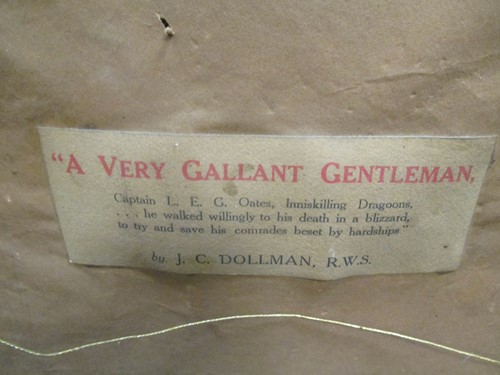 "A VERY GALLANT GENTLEMAN,
Captain L. E. G. Oates, Inniskilling Dragoons,
. . . he walked willingly to his death in a blizzard,
to try and save his comrades beset by hardships"
by J. C. DOLLMAN, R.W.S.